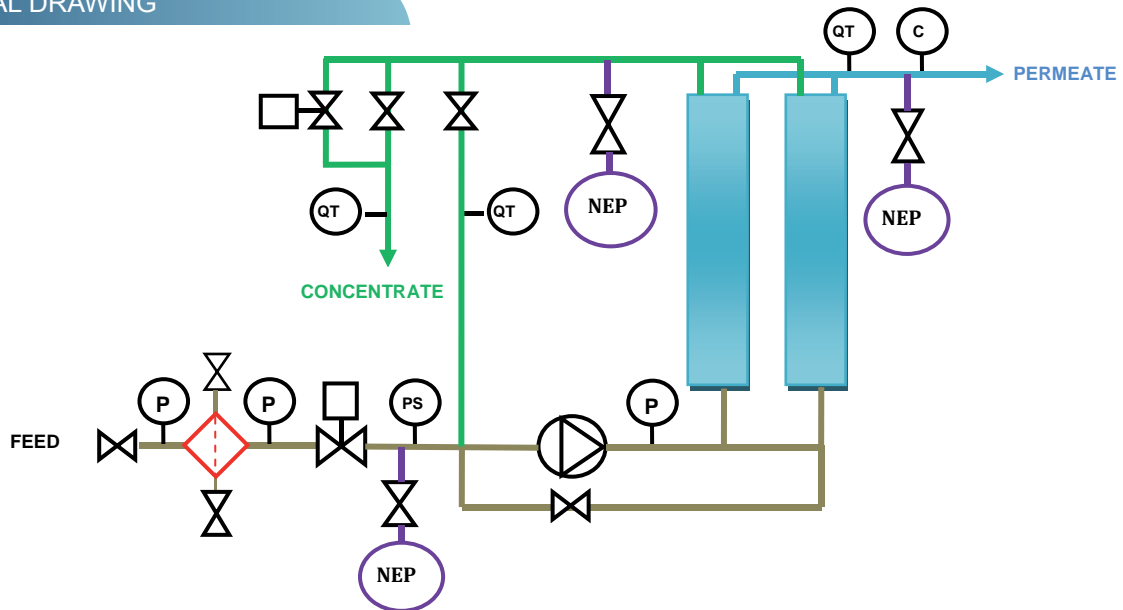 AL DRAWING
QT
C
PERMEATE
QT
QT
NEP
NEP
CONCENTRATE
P
P
PS
P
FEED
NEP